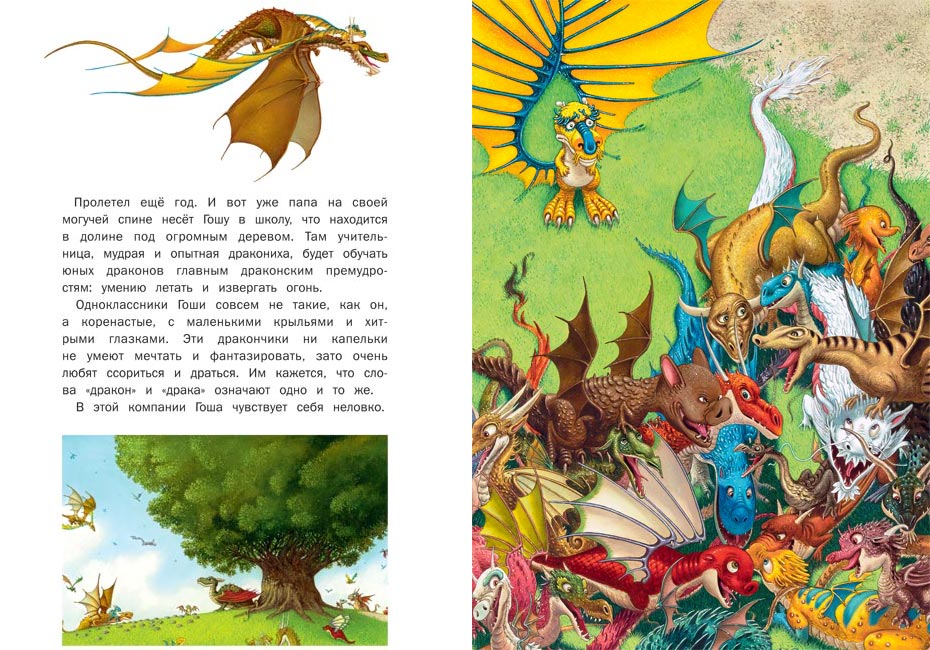 Пролетел ещё год. И вот уже папа на своей
могучей спине несёт Гошу в школу, что находится
в долине под огромным деревом. Там учитель-
ница, мудрая и опытная дракониха, будет обучать
юных драконов главным драконским премудро-
стям: умению летать и извергать огонь.
Одноклассники Гоши совсем не такие, как он,
а коренастые, с маленькими крыльями и хит-
рыми глазками. Эти дракончики ни капельки
не умеют мечтать и фантазировать, зато очень
любят ссориться и драться. Им кажется, что сло-
ва «дракон» и «драка» означают одно и то же.
В этой компании Гоша чувствует себя неловко.